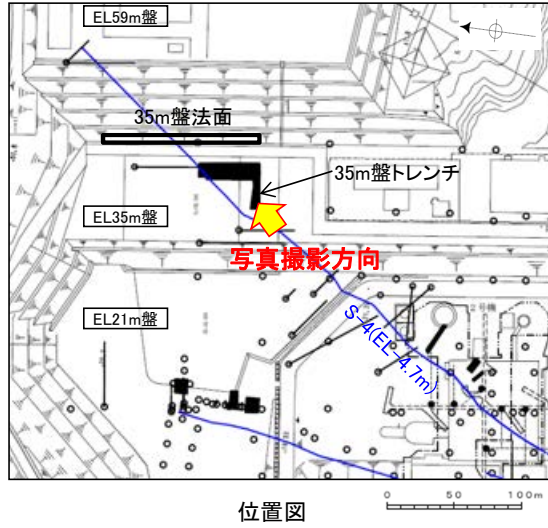 EL59m盤
35m盤法面
35m盤トレンチ
EL35m盤
写真撮影方向
EL21m盤
S-4(EL-4.7m)
位置図
0 50 100m